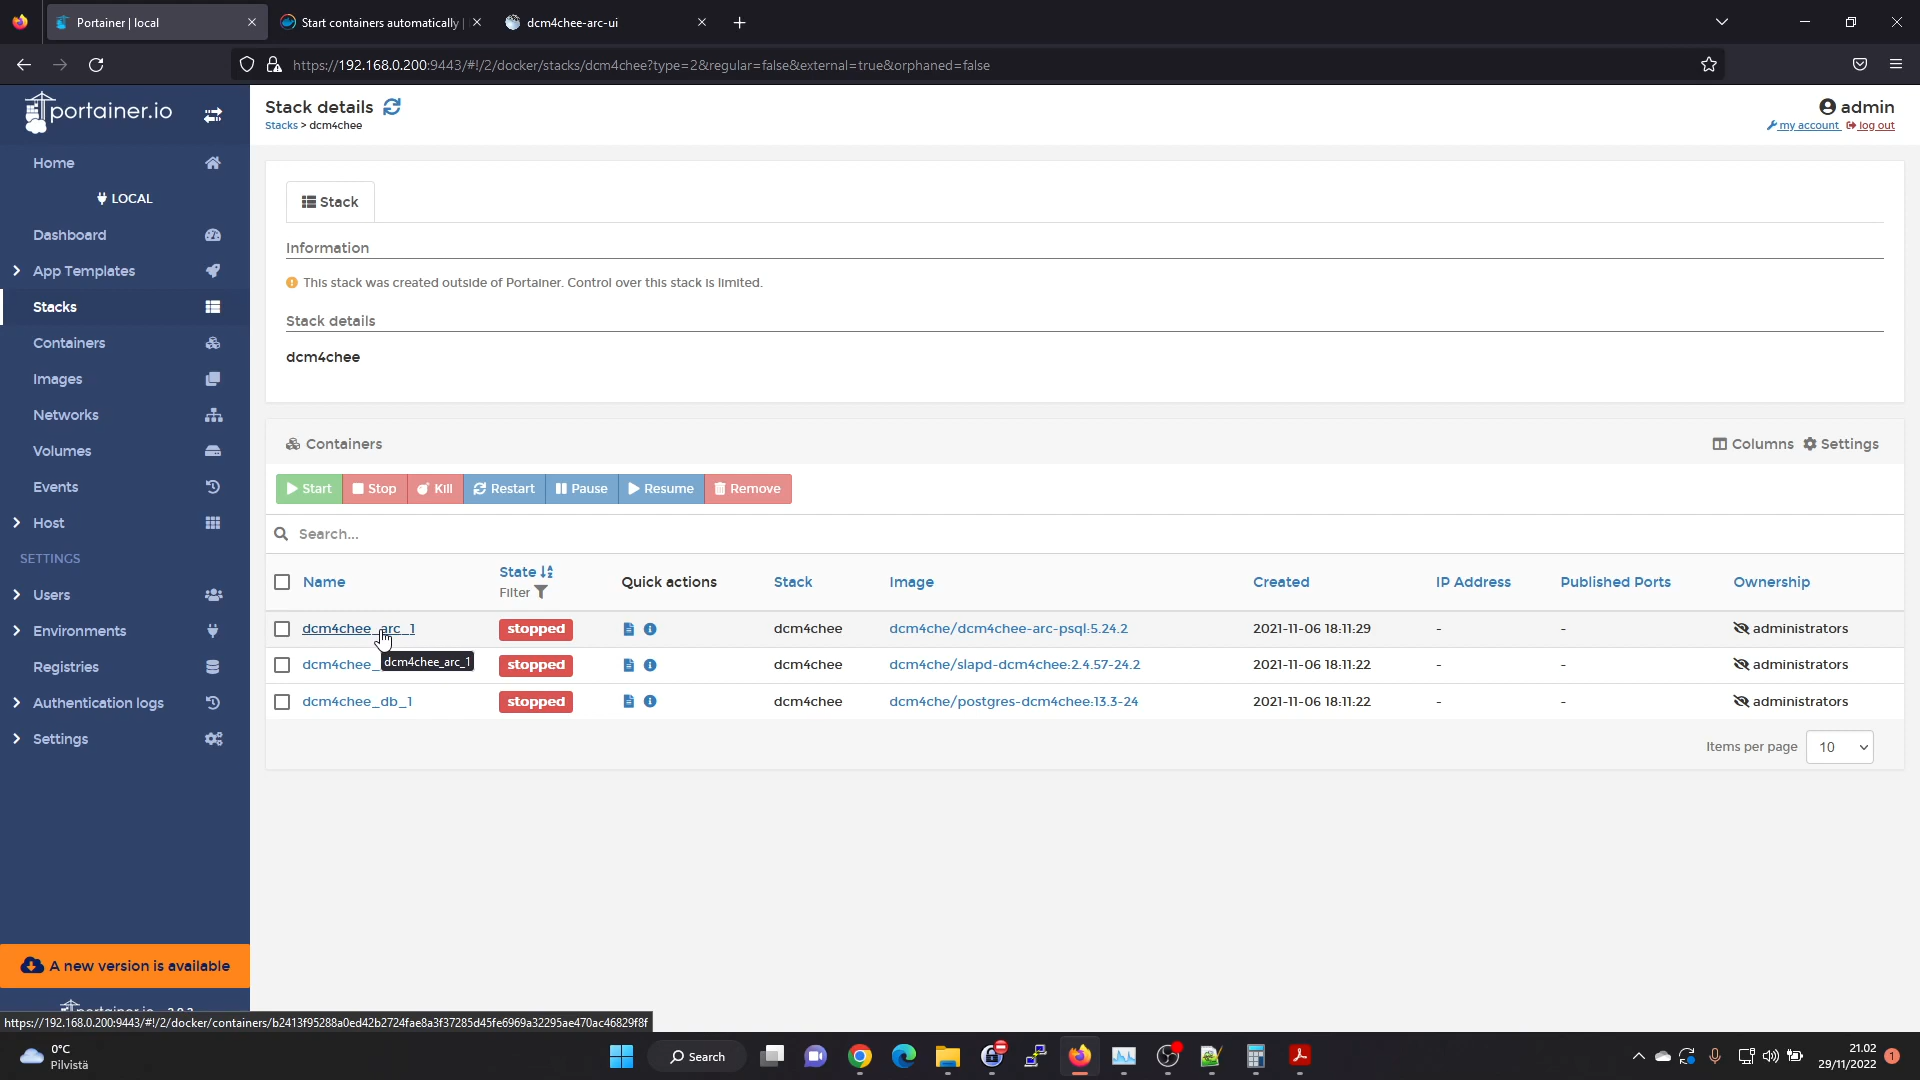 Portainer | local
Start containers automatically |
dcm4chee-arc-ui
https://192.168.0.200:9443/#!/2/docker/stacks/dcm4chee?type=2&regular=false&external=true&orphaned=false
portainer.io
Stack details
admin
Stacks > dcm4chee
my account log out
Home
LOCAL
Dashboard
App Templates
Stacks
Containers
Images
Networks
Volumes
Events
Host
SETTINGS
Users
Environments
Registries
Authentication logs
Settings
A new version is available
Stack
Information
This stack was created outside of Portainer. Control over this stack is limited.
Stack details
dcm4chee
Containers
Columns Settings
Start Stop Kill Restart Pause Resume Remove
Search...
Name State Filter Quick actions Stack Image Created IP Address Published Ports Ownership
dcm4chee_arc_1 stopped dcm4chee dcm4che/dcm4chee-arc-psql:5.24.2 2021-11-06 18:11:29 - - administrators
dcm4chee_ stopped dcm4chee dcm4che/slapd-dcm4chee:2.4.57-24.2 2021-11-06 18:11:22 - - administrators
dcm4chee_arc_1
dcm4chee_db_1 stopped dcm4chee dcm4che/postgres-dcm4chee:13.3-24 2021-11-06 18:11:22 - - administrators
Items per page 10
https://192.168.0.200:9443/#!/2/docker/containers/b2413f95288a0ed42b2724fae8a3f37285d45fe6969a32295ae470ac46829f8f
0°C
Pilvistä
Search
21.02
29/11/2022
1